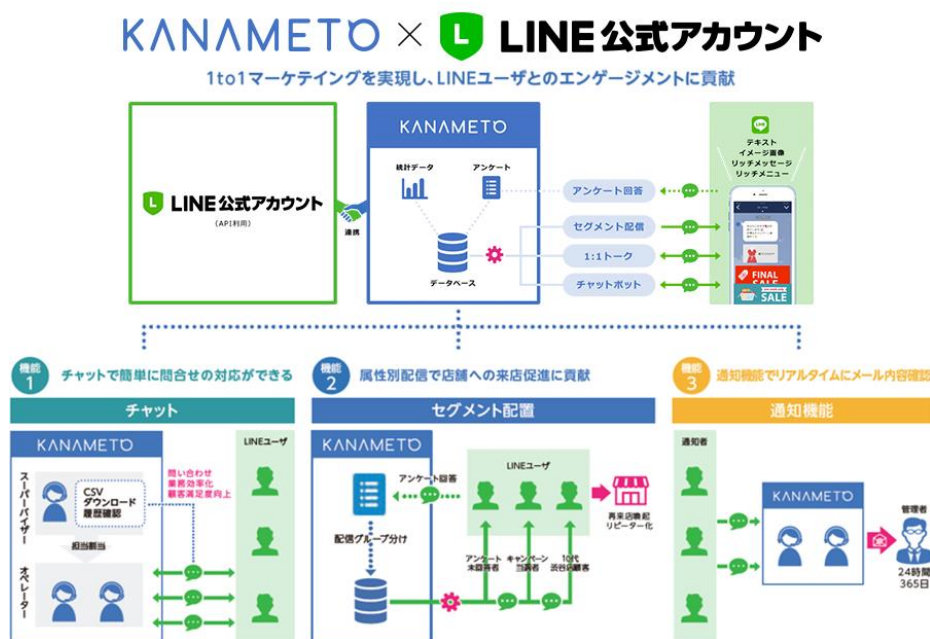 KANAMETO × L LINE公式アカウント
1to1マーケテイングを実現し、LINEユーザとのエンゲージメントに貢献
L LINE公式アカウント
(API利用)
連携
KANAMETO
統計データ
アンケート
データベース
アンケート回答
セグメント配信
1:1トーク
チャットボット
LINE
テキスト
イメージ画像
リッチメッセージ
リッチメニュー
FINAL
SALE
SALE
機能
1
チャットで簡単に問合せの対応ができる
チャット
KANAMETO
LINEユーザ
スーパーバイザー
CSV
ダウンロード
履歴確認
問い合わせ
業務効率化
顧客満足度向上
担当割当
オペレーター
機能
2
属性別配信で店舗への来店促進に貢献
セグメント配置
KANAMETO
アンケート回答
LINEユーザ
配信グループ分け
再来店喚起
リピーター化
アンケート
未回答者
キャンペーン
当選者
10代
渋谷店顧客
機能
3
通知機能でリアルタイムにメール内容確認
通知機能
通知者
KANAMETO
管理者
24時間
365日